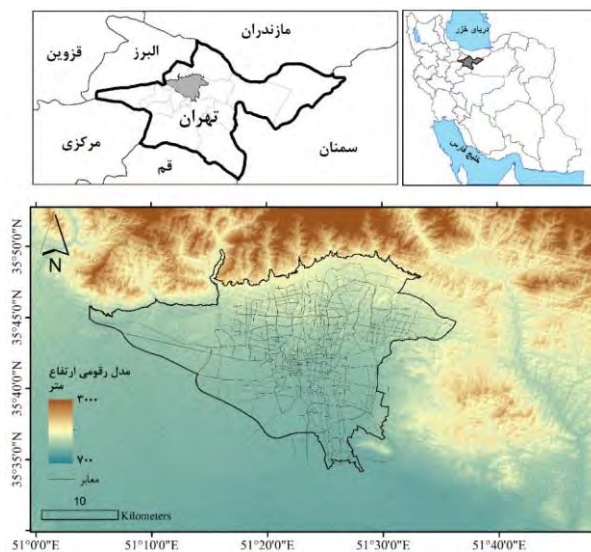 مازندران
البرز
قزوین
تهران
مرکزی
قم
سمنان
دریای خزر
خلیج فارس
35°50'0"N
35°45'0"N
35°40'0"N
35°35'0"N
N
مدل رقومی ارتفاع
متر
۳۰۰۰
۷۰۰
معابر
10
Kilometers
51°0'0"E
51°10'0"E
51°20'0"E
51°30'0"E
51°40'0"E